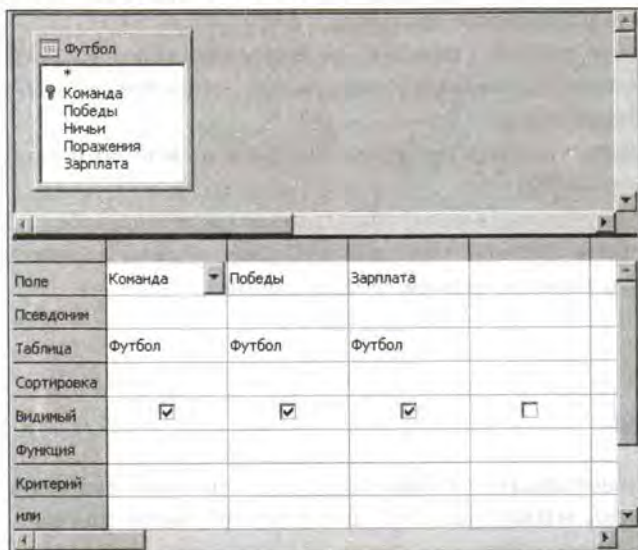 Футбол
*
Команда
Победы
Ничьи
Поражения
Зарплата
Поле Команда Победы Зарплата
Псевдоним
Таблица Футбол Футбол Футбол
Сортировка
Видимый
Функция
Критерий
или